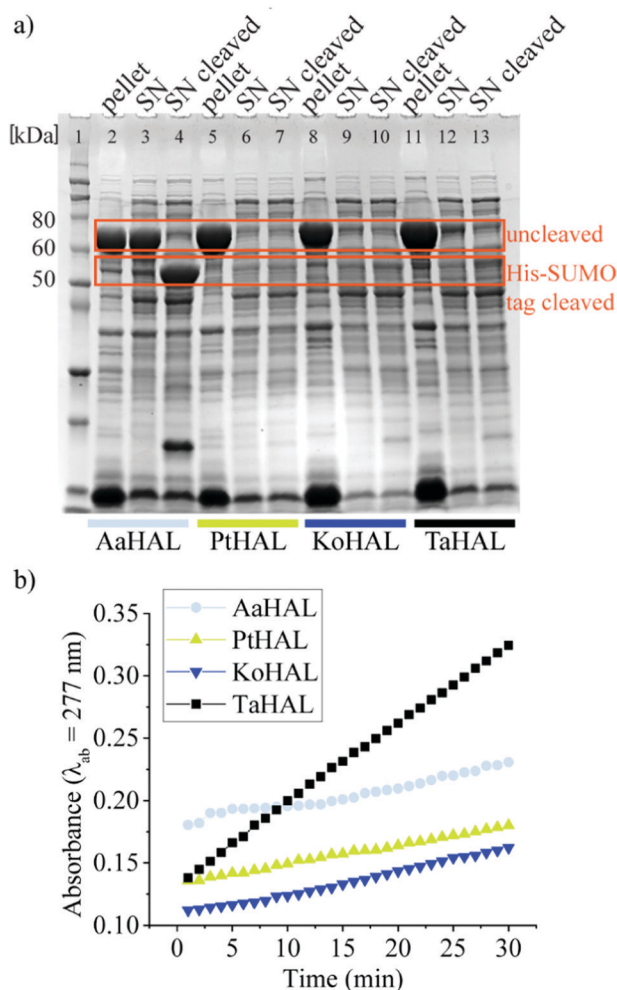 a)
pellet SN SN cleaved pellet SN SN cleaved pellet SN SN cleaved pellet SN SN cleaved
[kDa] 1 2 3 4 5 6 7 8 9 10 11 12 13
80
60
50
uncleaved
His-SUMO
tag cleaved
AaHAL PtHAL KoHAL TaHAL
b)
AaHAL
PtHAL
KoHAL
TaHAL
Absorbance (λab = 277 nm)
0.35
0.30
0.25
0.20
0.15
0.10
0 5 10 15 20 25 30
Time (min)